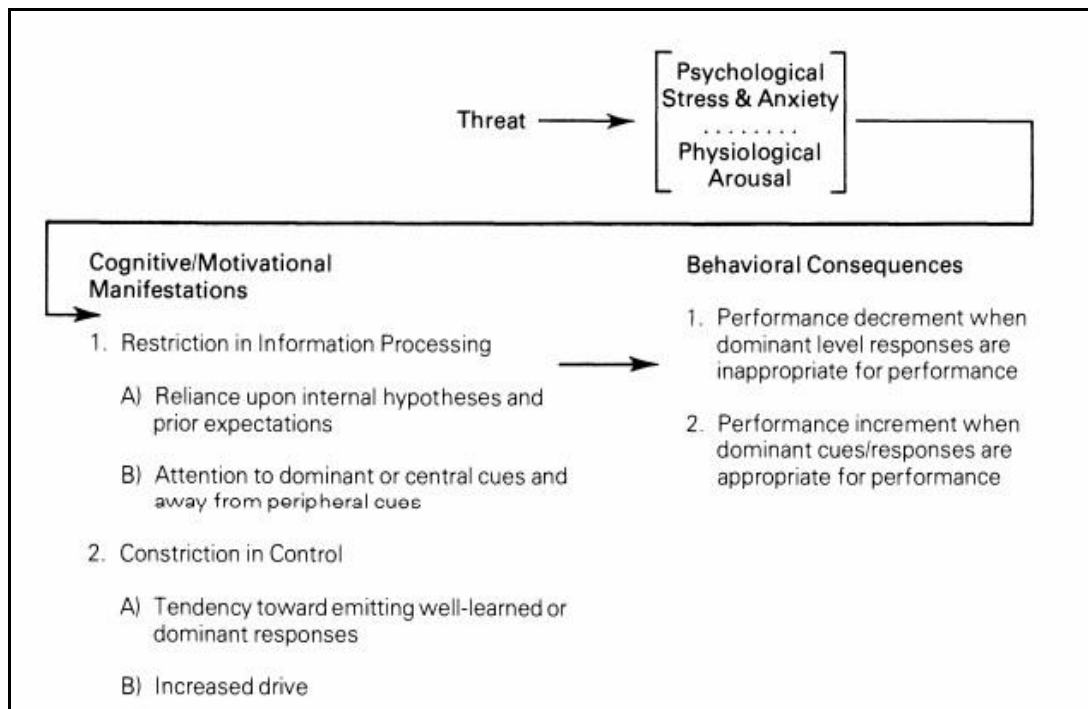 Psychological
Stress & Anxiety
Threat
. . . . . . . .
Physiological
Arousal
Cognitive/Motivational
Manifestations
1. Restriction in Information Processing
A) Reliance upon internal hypotheses and
prior expectations
B) Attention to dominant or central cues and
away from peripheral cues
2. Constriction in Control
A) Tendency toward emitting well-learned or
dominant responses
B) Increased drive
Behavioral Consequences
1. Performance decrement when
dominant level responses are
inappropriate for performance
2. Performance increment when
dominant cues/responses are
appropriate for performance